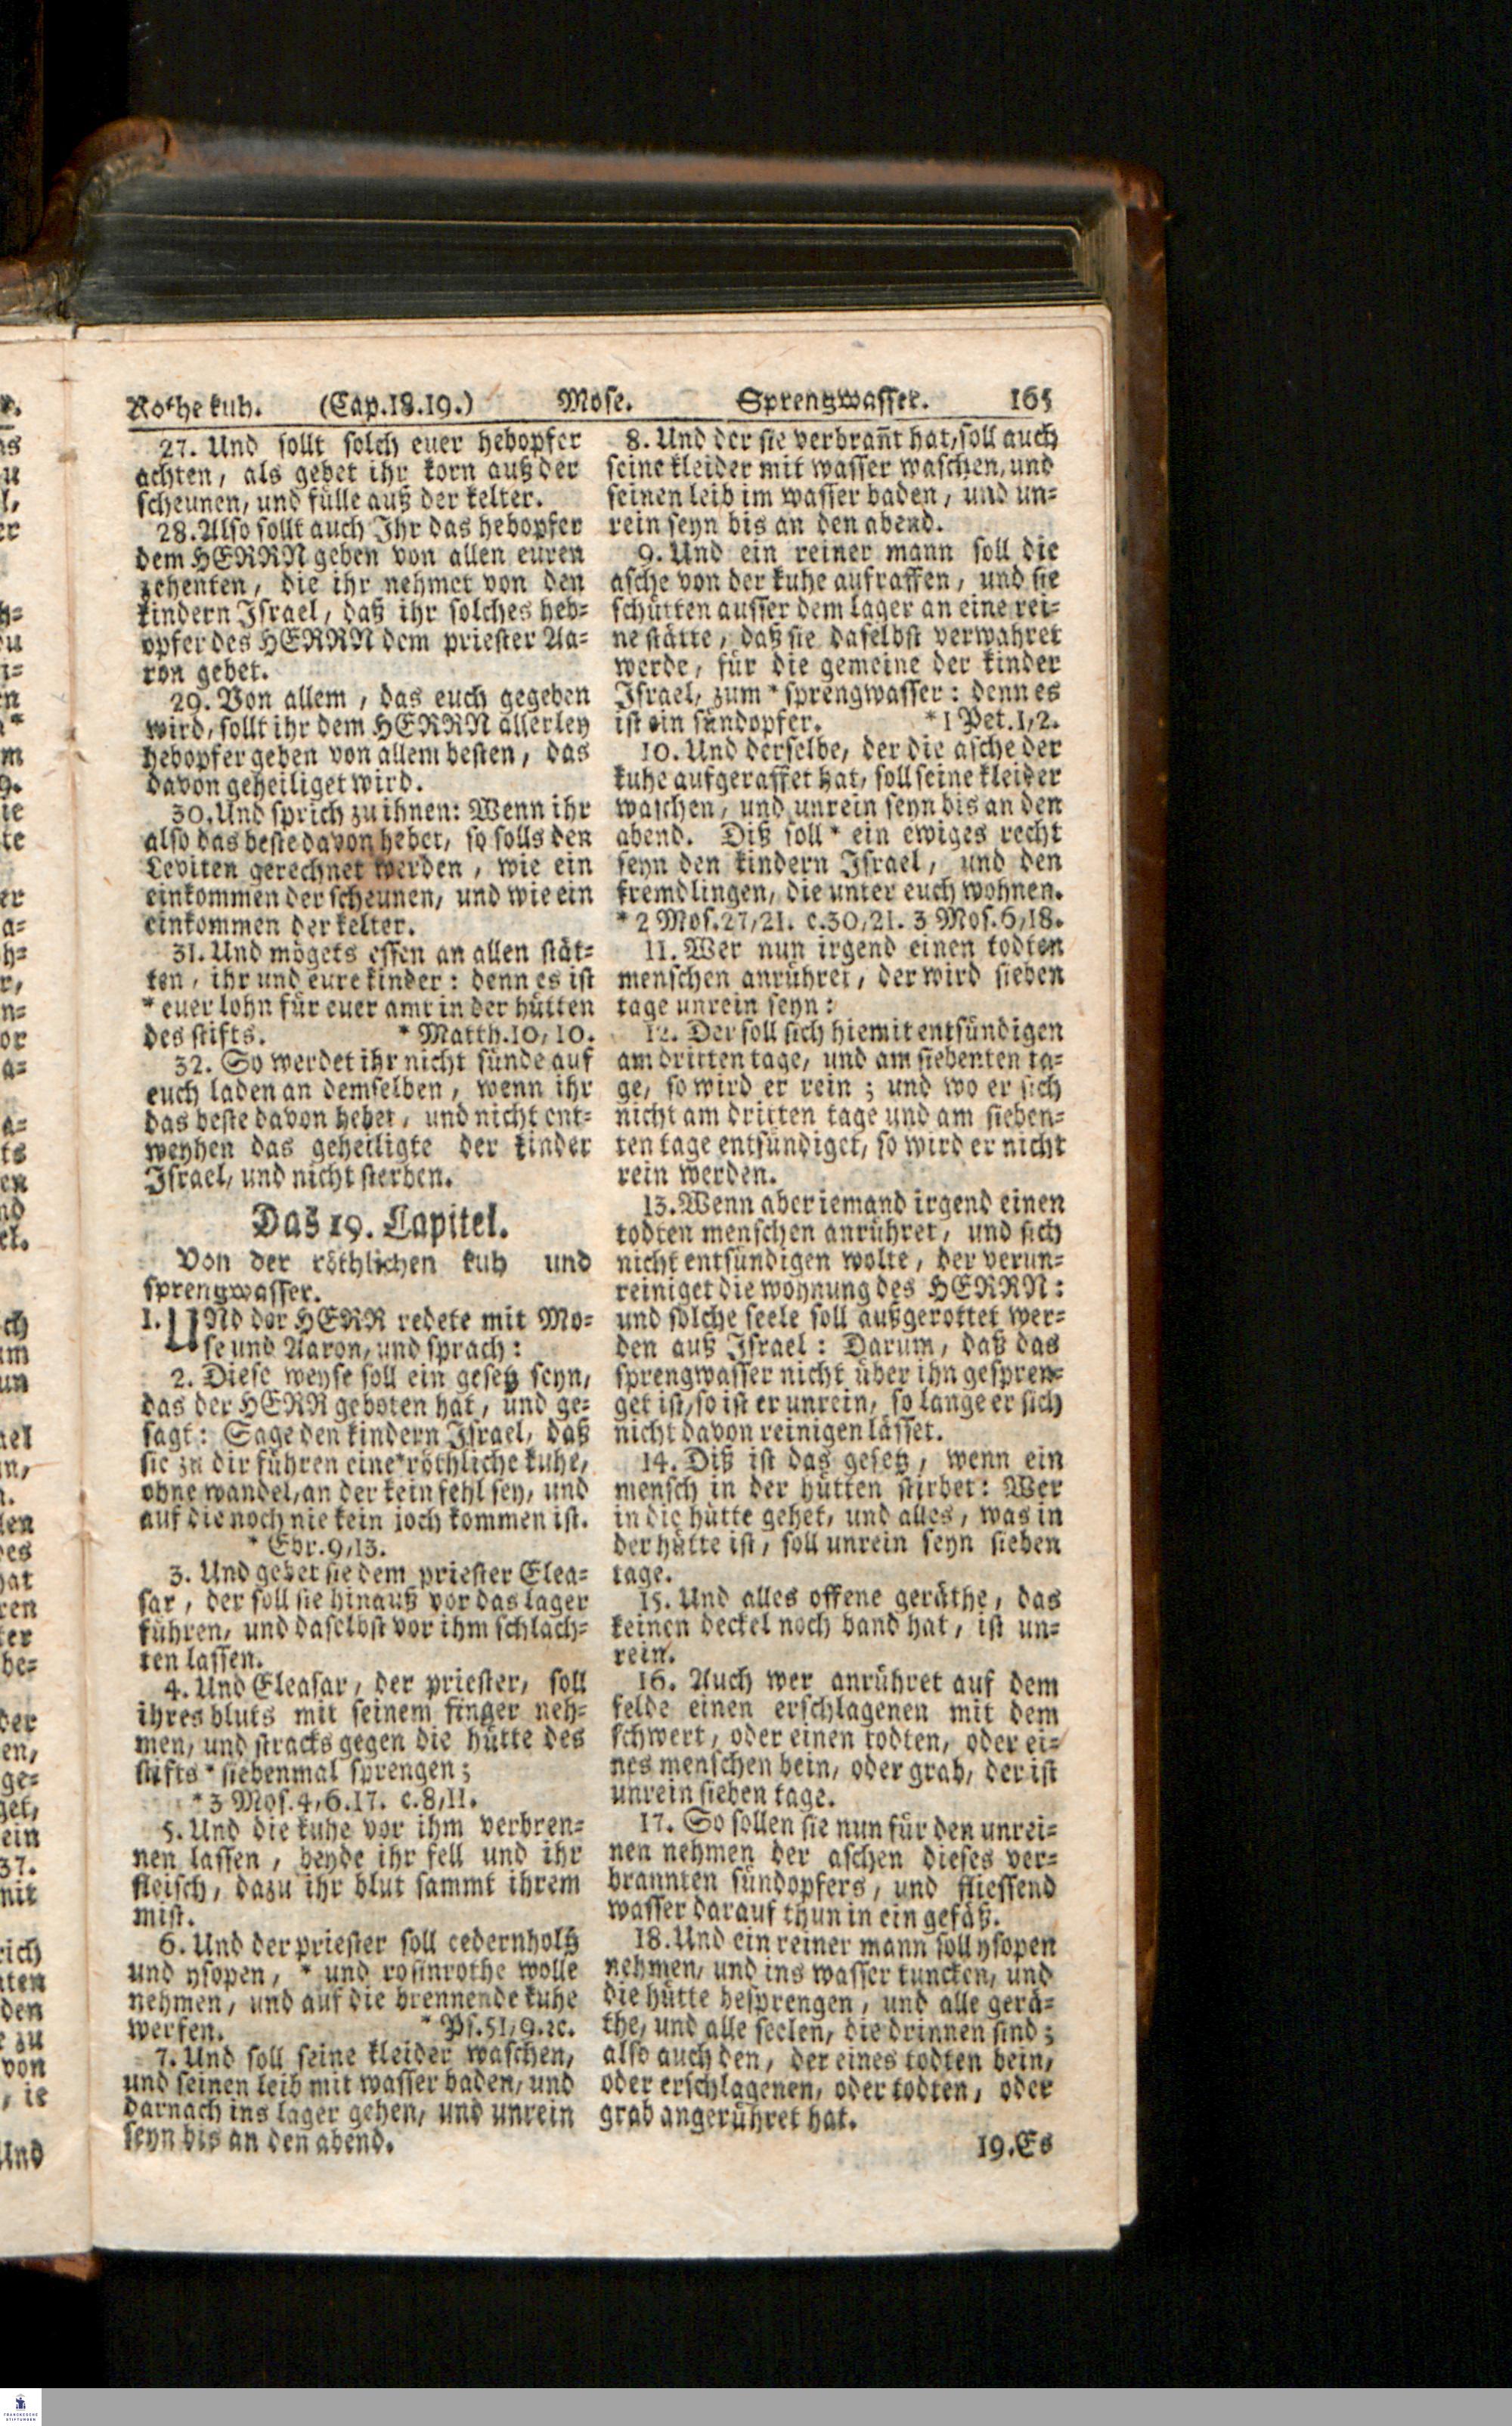 Rothe kuh. (Cap.18.19.) Mose. Sprengwasser. 165
27. Und sollt solch euer hebopfer
achten, als gebet ihr korn auß der
scheunen, und fülle auß der kelter.
28. Also sollt auch Ihr das hebopfer
dem HERRN geben von allen euren
zehenten, die ihr nehmet von den
kindern Israel, daß ihr solches heb=
opfer des HERRN dem priester Aa=
ron gebet.
29. Von allem, das euch gegeben
wird, sollt ihr dem HERRN allerley
hebopfer geben von allem besten, das
davon geheiliget wird.
30. Und sprich zu ihnen: Wenn ihr
also das beste davon hebet, so solls den
Leviten gerechnet werden, wie ein
einkommen der scheunen, und wie ein
einkommen der kelter.
31. Und mögets essen an allen stät=
ten, ihr und eure kinder: denn es ist
* euer lohn für euer amt in der hütten
des stifts. * Matth.10, 10.
32. So werdet ihr nicht sünde auf
euch laden an demselben, wenn ihr
das beste davon hebet, und nicht ent=
weyhen das geheiligte der kinder
Israel, und nicht sterben.
Das 19. Capitel.
Von der röthlichen kuh und
sprengwasser.
1. UNd der HERR redete mit Mo=
se und Aaron, und sprach:
2. Diese weyse soll ein gesetz seyn,
das der HERR geboten hat, und ge=
sagt: Sage den kindern Israel, daß
sie zu dir führen eine * röthliche kuhe,
ohne wandel, an der kein fehl sey, und
auf die noch nie kein joch kommen ist.
* Ebr.9,13.
3. Und gebet sie dem priester Elea=
sar, der soll sie hinauß vor das lager
führen, und daselbst vor ihm schlach=
ten lassen.
4. Und Eleasar, der priester, soll
ihres bluts mit seinem finger neh=
men, und stracks gegen die hütte des
stifts * siebenmal sprengen;
* 3 Mos. 4, 6.17. c.8,11.
5. Und die kuhe vor ihm verbren=
nen lassen, beyde ihr fell und ihr
fleisch, dazu ihr blut sammt ihrem
mist.
6. Und der priester soll cedernholtz
und ysopen, * und rosinrothe wolle
nehmen, und auf die brennende kuhe
werfen. * Ps.51,9.2c.
7. Und soll seine kleider waschen,
und seinen leib mit wasser baden, und
darnach ins lager gehen, und unrein
seyn bis an den abend.
8. Und der sie verbrañt hat, soll auch
seine kleider mit wasser waschen, und
seinen leib im wasser baden, und un=
rein seyn bis an den abend.
9. Und ein reiner mann soll die
asche von der kuhe aufraffen, und sie
schütten ausser dem lager an eine rei=
ne stätte, daß sie daselbst verwahret
werde, für die gemeine der kinder
Israel, zum * sprengwasser: denn es
ist ein sündopfer. * 1 Pet.1,2.
10. Und derselbe, der die asche der
kuhe aufgeraffet hat, soll seine kleider
waschen, und unrein seyn bis an den
abend. Diß soll * ein ewiges recht
seyn den kindern Israel, und den
fremdlingen, die unter euch wohnen.
* 2 Mos.27,21. c.30,21. 3 Mos.6,18.
11. Wer nun irgend einen todten
menschen anrühret, der wird sieben
tage unrein seyn:
12. Der soll sich hiemit entsündigen
am dritten tage, und am siebenten ta=
ge, so wird er rein; und wo er sich
nicht am dritten tage und am sieben=
ten tage entsündiget, so wird er nicht
rein werden.
13. Wenn aber iemand irgend einen
todten menschen anrühret, und sich
nicht entsündigen wolte, der verun=
reiniget die wohnung des HERRN:
und solche seele soll außgerottet wer=
den auß Israel: Darum, daß das
sprengwasser nicht über ihn gespren=
get ist, so ist er unrein, so lange er sich
nicht davon reinigen lässet.
14. Diß ist das gesetz, wenn ein
mensch in der hütten stirbet: Wer
in die hütte gehet, und alles, was in
der hütte ist, soll unrein seyn sieben
tage.
15. Und alles offene geräthe, das
keinen deckel noch band hat, ist un=
rein.
16. Auch wer anrühret auf dem
felde einen erschlagenen mit dem
schwert, oder einen todten, oder ei=
nes menschen bein, oder grab, der ist
unrein sieben tage.
17. So sollen sie nun für den unrei=
nen nehmen der aschen dieses ver=
brannten sündopfers, und fliessend
wasser darauf thun in ein gefäß.
18. Und ein reiner mann soll ysopen
nehmen, und ins wasser tuncken, und
die hütte besprengen, und alle gerä=
the, und alle seelen, die drinnen sind;
also auch den, der eines todten bein,
oder erschlagenen, oder todten, oder
grab angerühret hat.
19. Es